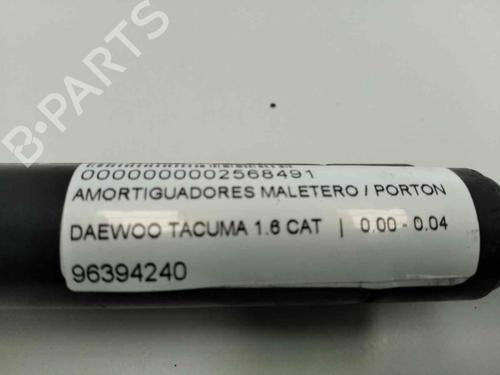 B-PARTS
0000000002568491
AMORTIGUADORES MALETERO / PORTON
DAEWOO TACUMA 1.6 CAT | 0.00 - 0.04
96394240